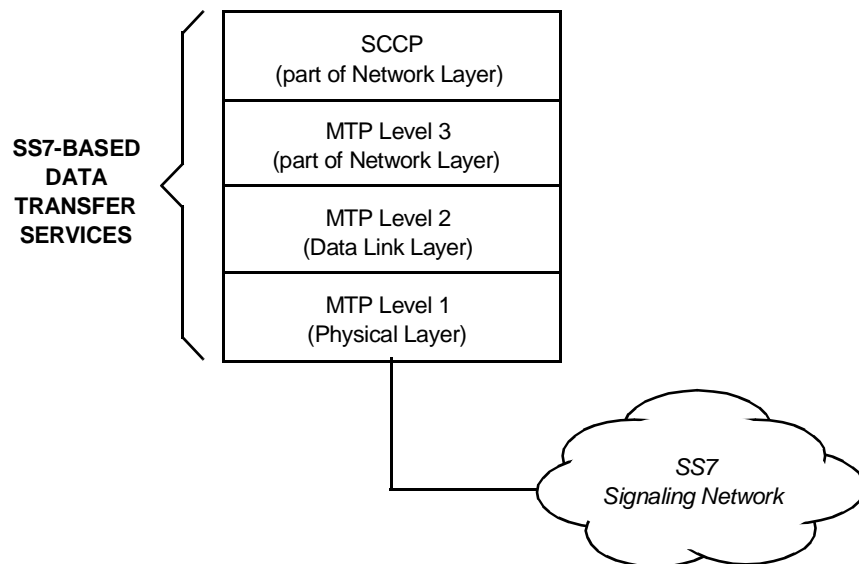 SCCP
(part of Network Layer)
MTP Level 3
(part of Network Layer)
SS7-BASED
DATA
TRANSFER
SERVICES
MTP Level 2
(Data Link Layer)
MTP Level 1
(Physical Layer)
SS7
Signaling Network